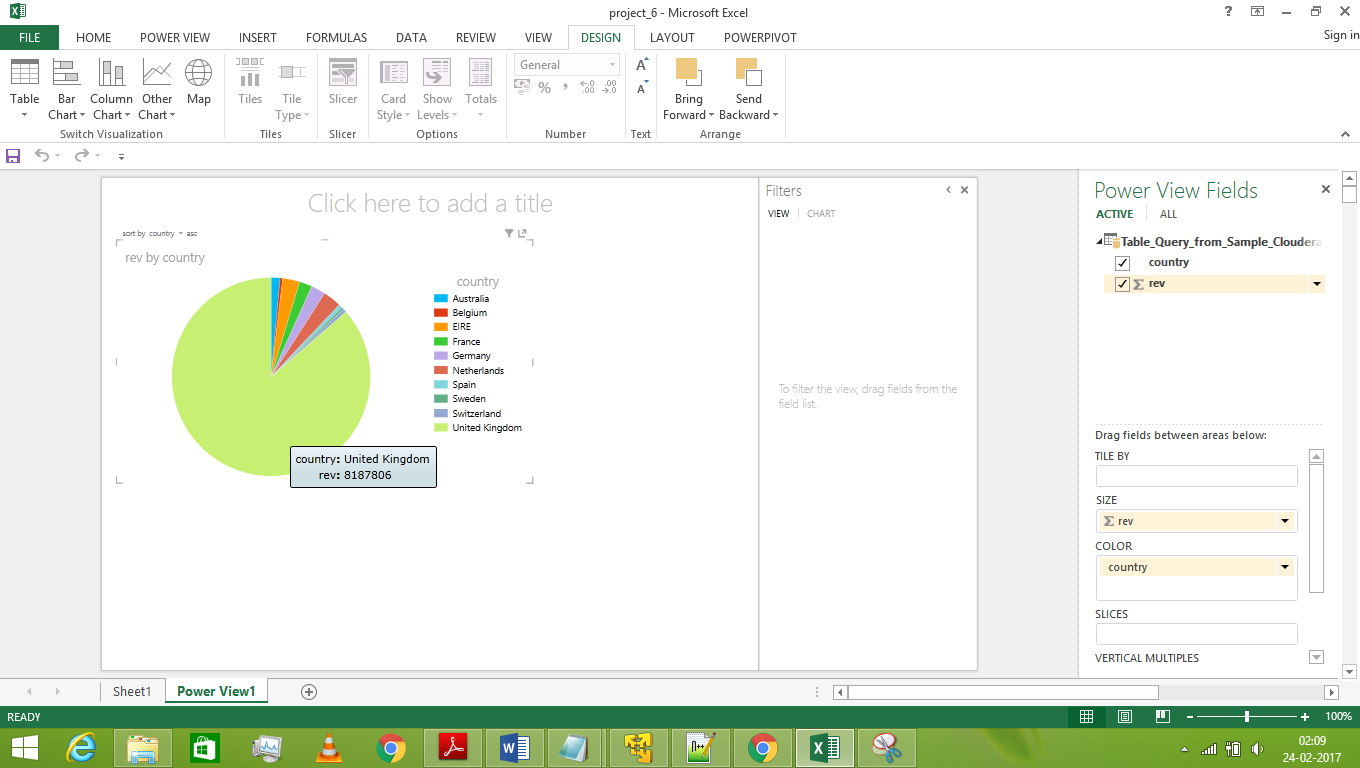 project_6 - Microsoft Excel
?
Sign in
FILE HOME POWER VIEW INSERT FORMULAS DATA REVIEW VIEW DESIGN LAYOUT POWERPIVOT
Table
Bar Chart
Column Chart
Other Chart
Map
Switch Visualization
Tiles
Tile Type
Tiles
Slicer
Slicer
Card Style
Show Levels
Totals
Options
General
%
Number
A
A
Text
Bring Forward
Send Backward
Arrange
Click here to add a title
sort by country asc
rev by country
country
Australia
Belgium
EIRE
France
Germany
Netherlands
Spain
Sweden
Switzerland
United Kingdom
country: United Kingdom
rev: 8187806
Filters
VIEW CHART
To filter the view, drag fields from the
field list.
Power View Fields
ACTIVE ALL
Table_Query_from_Sample_Cloudera
country
Σ rev
Drag fields between areas below:
TILE BY
SIZE
Σ rev
COLOR
country
SLICES
VERTICAL MULTIPLES
Sheet1 Power View1
READY
100%
02:09
24-02-2017